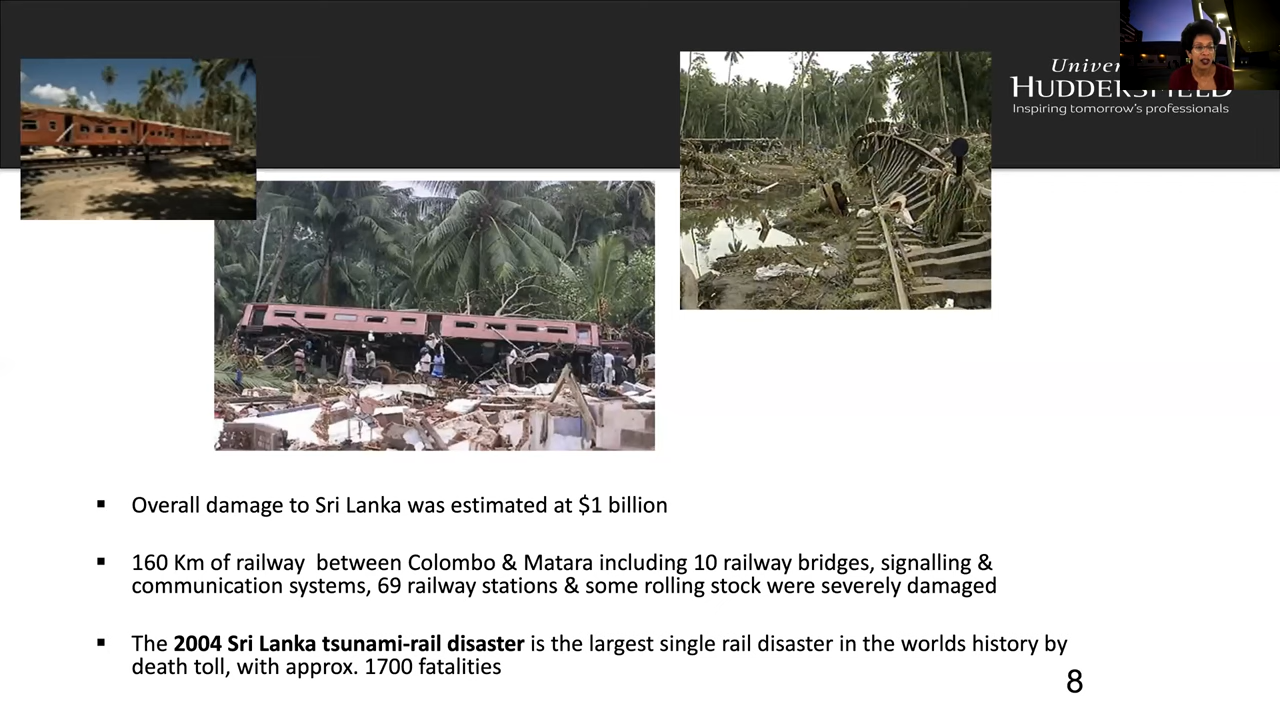 Univer
HUDDERSFIELD
Inspiring tomorrow's professionals
▪ Overall damage to Sri Lanka was estimated at $1 billion
▪ 160 Km of railway between Colombo & Matara including 10 railway bridges, signalling &
communication systems, 69 railway stations & some rolling stock were severely damaged
▪ The 2004 Sri Lanka tsunami-rail disaster is the largest single rail disaster in the worlds history by
death toll, with approx. 1700 fatalities
8